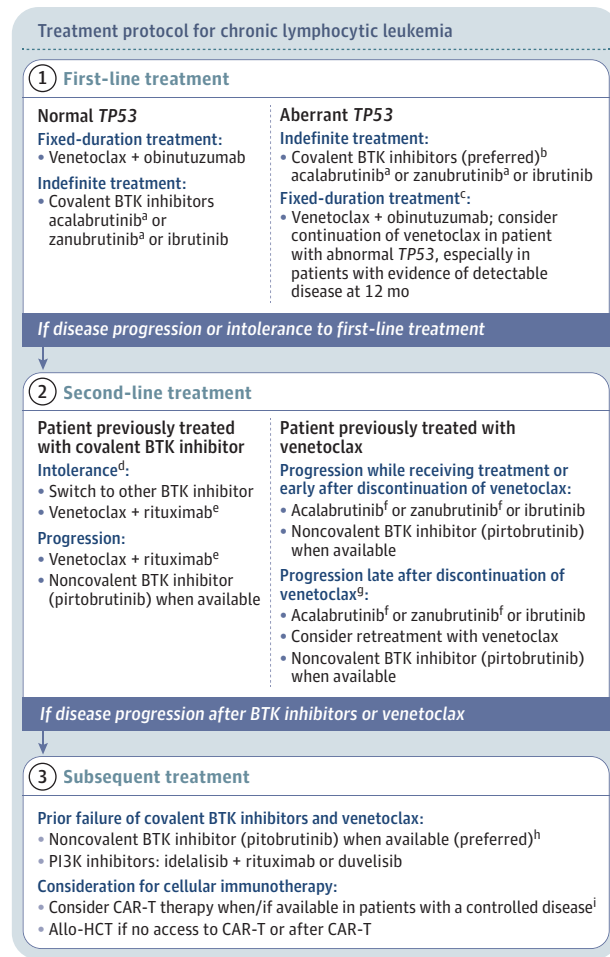 Treatment protocol for chronic lymphocytic leukemia
1 First-line treatment
Normal TP53
Fixed-duration treatment:
• Venetoclax + obinutuzumab
Indefinite treatment:
• Covalent BTK inhibitors
acalabrutinibᵃ or
zanubrutinibᵃ or ibrutinib
Aberrant TP53
Indefinite treatment:
• Covalent BTK inhibitors (preferred)ᵇ
acalabrutinibᵃ or zanubrutinibᵃ or ibrutinib
Fixed-duration treatmentᶜ:
• Venetoclax + obinutuzumab; consider
continuation of venetoclax in patient
with abnormal TP53, especially in
patients with evidence of detectable
disease at 12 mo
If disease progression or intolerance to first-line treatment
2 Second-line treatment
Patient previously treated
with covalent BTK inhibitor
Intoleranceᵈ:
• Switch to other BTK inhibitor
• Venetoclax + rituximabᵉ
Progression:
• Venetoclax + rituximabᵉ
• Noncovalent BTK inhibitor
(pirtobrutinib) when available
Patient previously treated with
venetoclax
Progression while receiving treatment or
early after discontinuation of venetoclax:
• Acalabrutinibᶠ or zanubrutinibᶠ or ibrutinib
• Noncovalent BTK inhibitor (pirtobrutinib)
when available
Progression late after discontinuation of
venetoclaxᵍ:
• Acalabrutinibᶠ or zanubrutinibᶠ or ibrutinib
• Consider retreatment with venetoclax
• Noncovalent BTK inhibitor (pirtobrutinib)
when available
If disease progression after BTK inhibitors or venetoclax
3 Subsequent treatment
Prior failure of covalent BTK inhibitors and venetoclax:
• Noncovalent BTK inhibitor (pitobrutinib) when available (preferred)ʰ
• PI3K inhibitors: idelalisib + rituximab or duvelisib
Consideration for cellular immunotherapy:
• Consider CAR-T therapy when/if available in patients with a controlled diseaseⁱ
• Allo-HCT if no access to CAR-T or after CAR-T